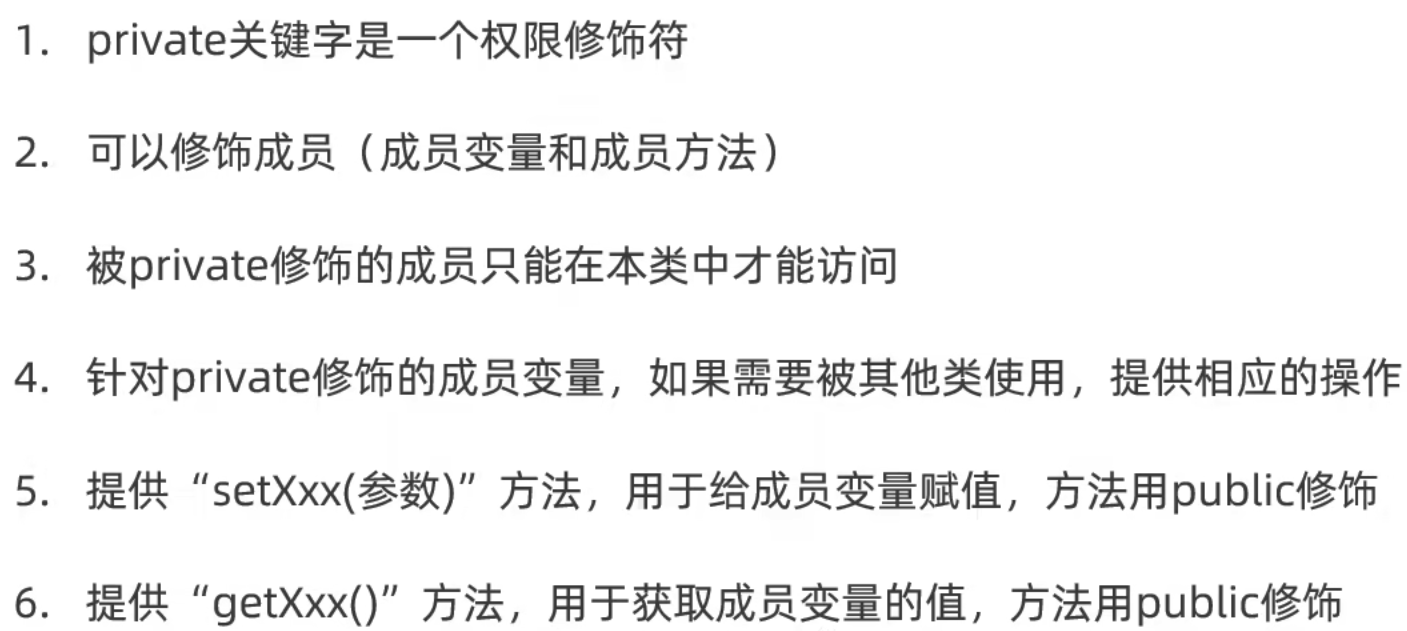 1. private关键字是一个权限修饰符
2. 可以修饰成员（成员变量和成员方法）
3. 被private修饰的成员只能在本类中才能访问
4. 针对private修饰的成员变量，如果需要被其他类使用，提供相应的操作
5. 提供“setXxx(参数)”方法，用于给成员变量赋值，方法用public修饰
6. 提供“getXxx()”方法，用于获取成员变量的值，方法用public修饰